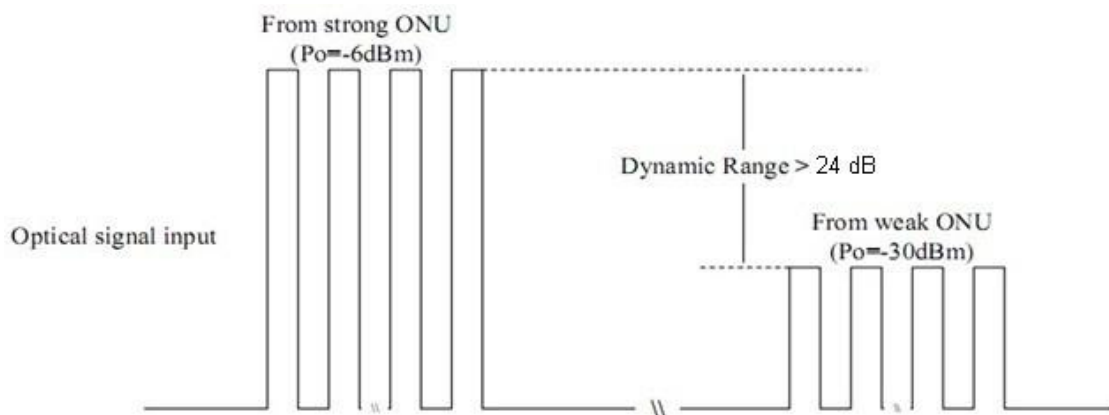 From strong ONU
(Po=-6dBm)
Dynamic Range > 24 dB
Optical signal input
From weak ONU
(Po=-30dBm)